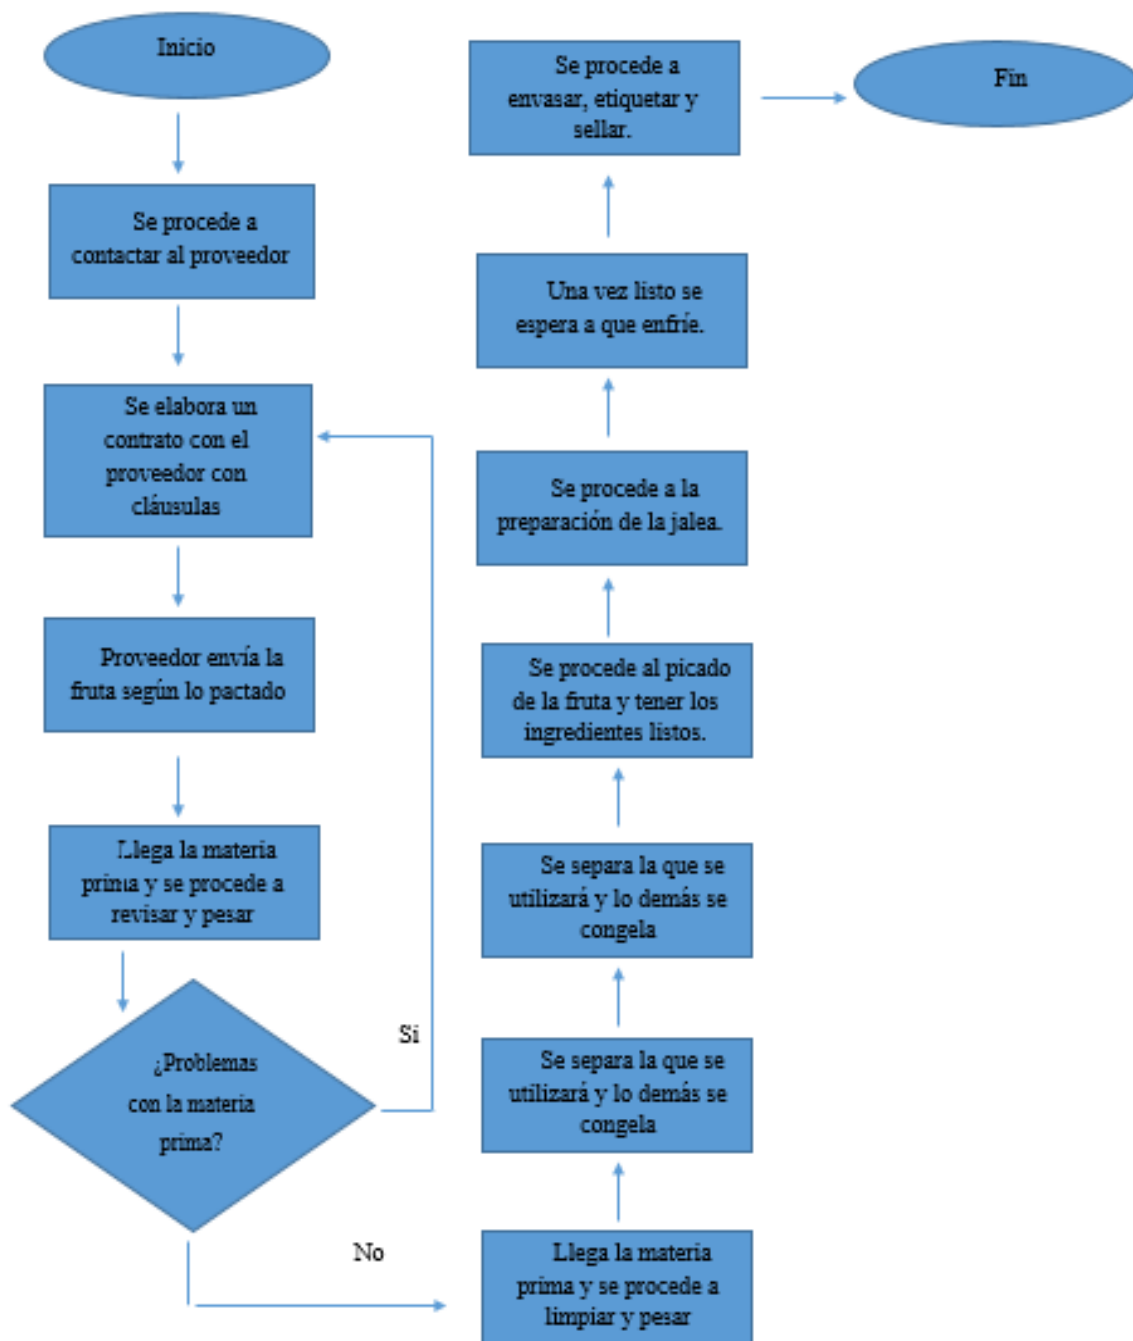 Inicio
Se procede a
contactar al proveedor
Se elabora un
contrato con el
proveedor con
cláusulas
Proveedor envía la
fruta según lo pactado
Llega la materia
prima y se procede a
revisar y pesar
¿Problemas
con la materia
prima?
Si
No
Llega la materia
prima y se procede a
limpiar y pesar
Se separa la que se
utilizará y lo demás se
congela
Se separa la que se
utilizará y lo demás se
congela
Se procede al picado
de la fruta y tener los
ingredientes listos.
Se procede a la
preparación de la jalea.
Una vez listo se
espera a que enfríe.
Se procede a
envasar, etiquetar y
sellar.
Fin